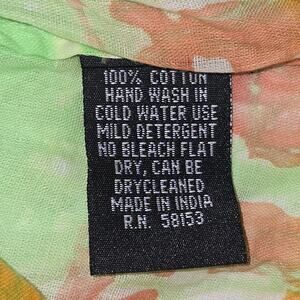 100% COTTON
HAND WASH IN
COLD WATER USE
MILD DETERGENT
NO BLEACH FLAT
DRY, CAN BE
DRYCLEANED
MADE IN INDIA
R.N. 58153